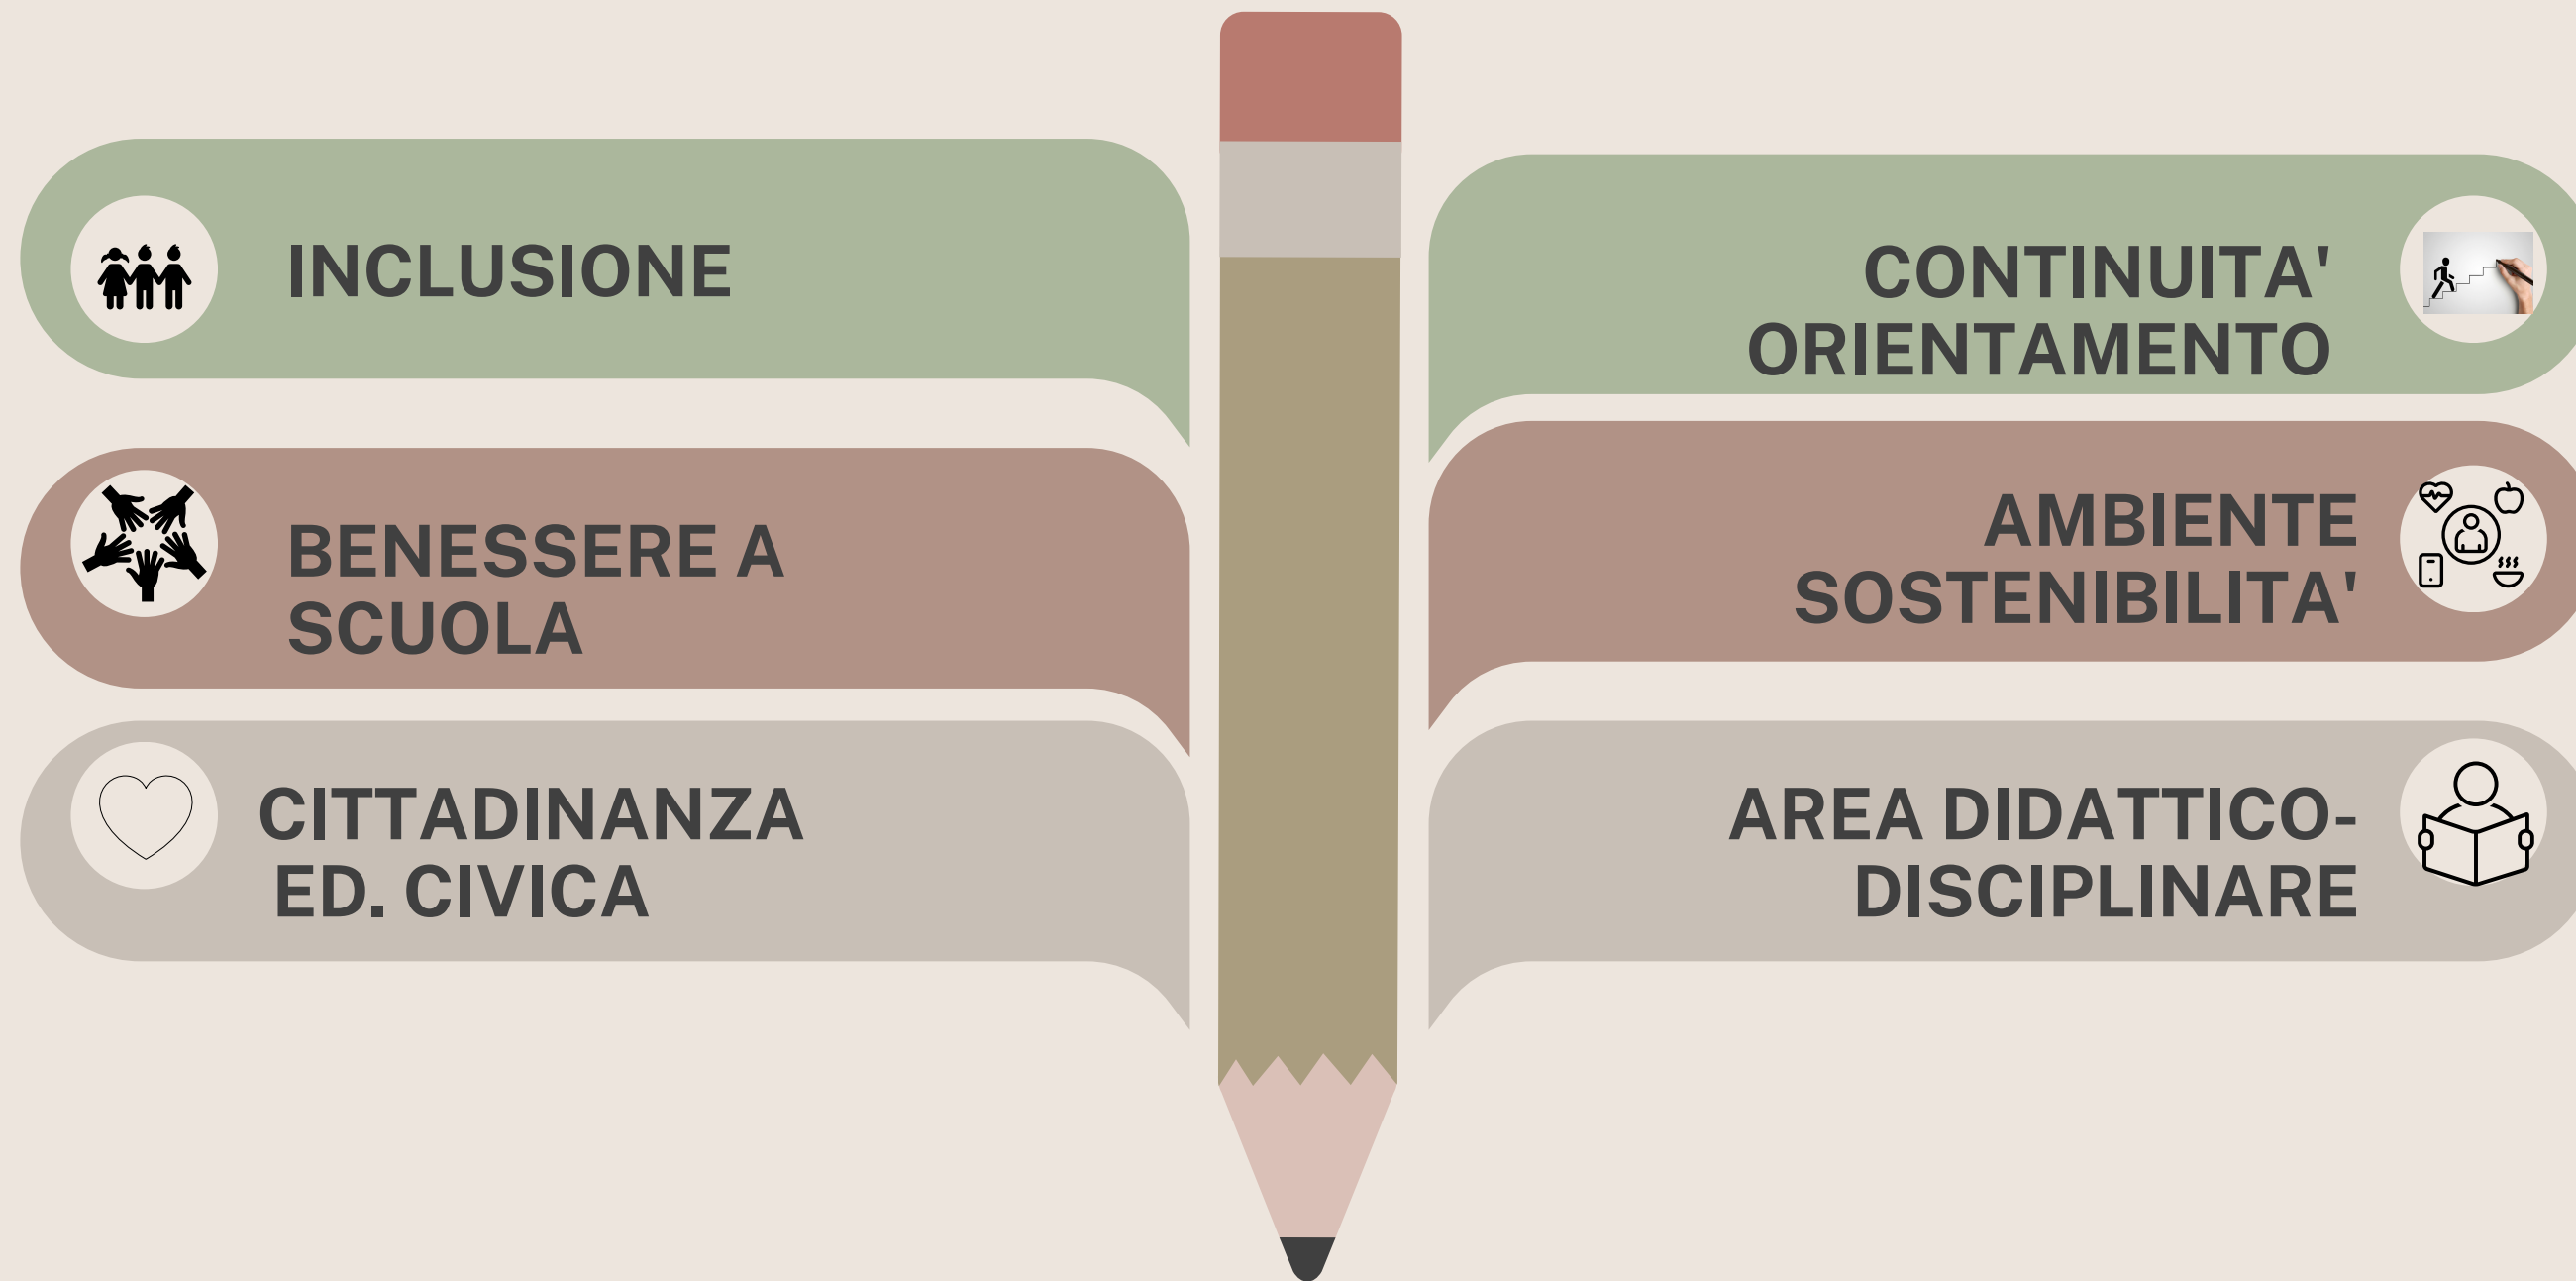 INCLUSIONE
BENESSERE A
SCUOLA
CITTADINANZA
ED. CIVICA
CONTINUITA'
ORIENTAMENTO
AMBIENTE
SOSTENIBILITA'
AREA DIDATTICO-
DISCIPLINARE